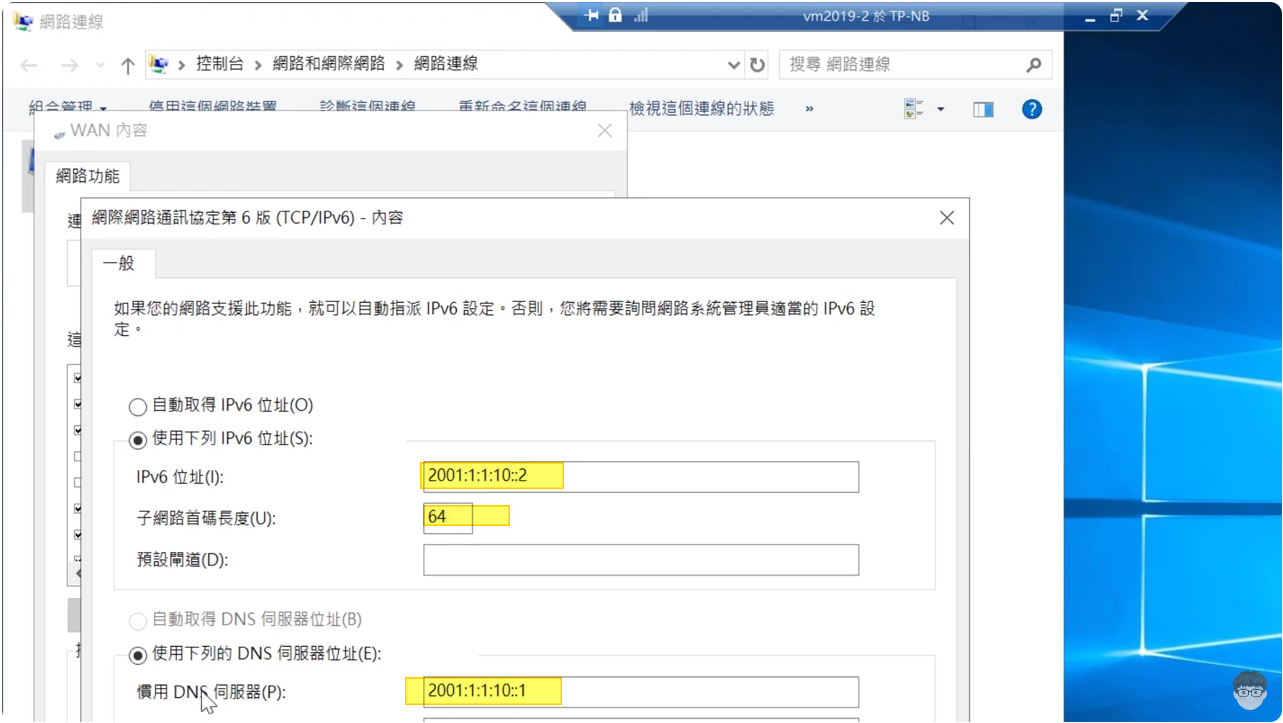 網路連線
vm2019-2 於 TP-NB
控制台 > 網路和網際網路 > 網路連線
搜尋 網路連線
組合管理 停用這個網路裝置 診斷這個連線 重新命名這個連線 檢視這個連線的狀態 »
WAN 內容
網路功能
連
網際網路通訊協定第 6 版 (TCP/IPv6) - 內容
一般
如果您的網路支援此功能，就可以自動指派 IPv6 設定。否則，您將需要詢問網路系統管理員適當的 IPv6 設
定。
這
自動取得 IPv6 位址(O)
使用下列 IPv6 位址(S):
IPv6 位址(I): 2001:1:1:10::2
子網路首碼長度(U): 64
預設閘道(D):
自動取得 DNS 伺服器位址(B)
使用下列的 DNS 伺服器位址(E):
慣用 DNS 伺服器(P): 2001:1:1:10::1